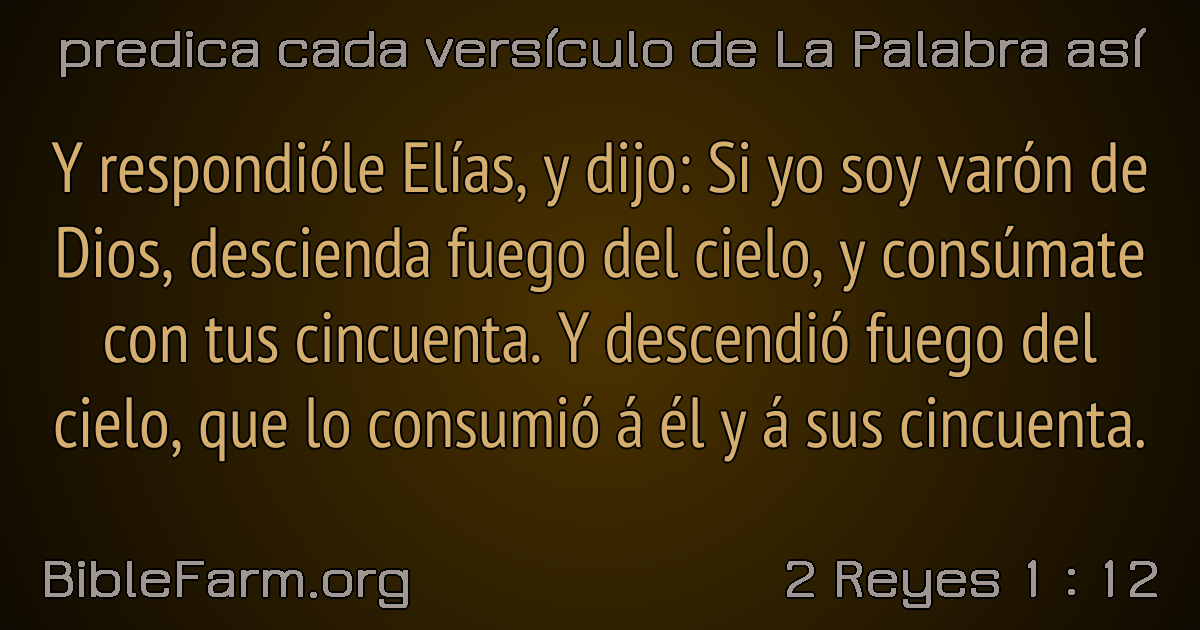 predica cada versículo de La Palabra así
Y respondióle Elías, y dijo: Si yo soy varón de
Dios, descienda fuego del cielo, y consúmate
con tus cincuenta. Y descendió fuego del
cielo, que lo consumió á él y á sus cincuenta.
BibleFarm.org
2 Reyes 1 : 12